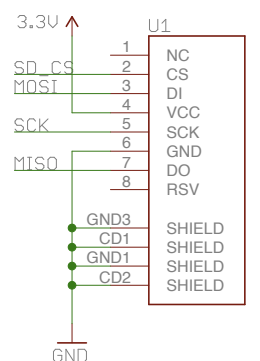 3.3V
U1
1 NC
SD_CS 2 CS
MOSI 3 DI
4 VCC
SCK 5 SCK
6 GND
MISO 7 DO
8 RSV
GND3 SHIELD
CD1 SHIELD
GND1 SHIELD
CD2 SHIELD
GND